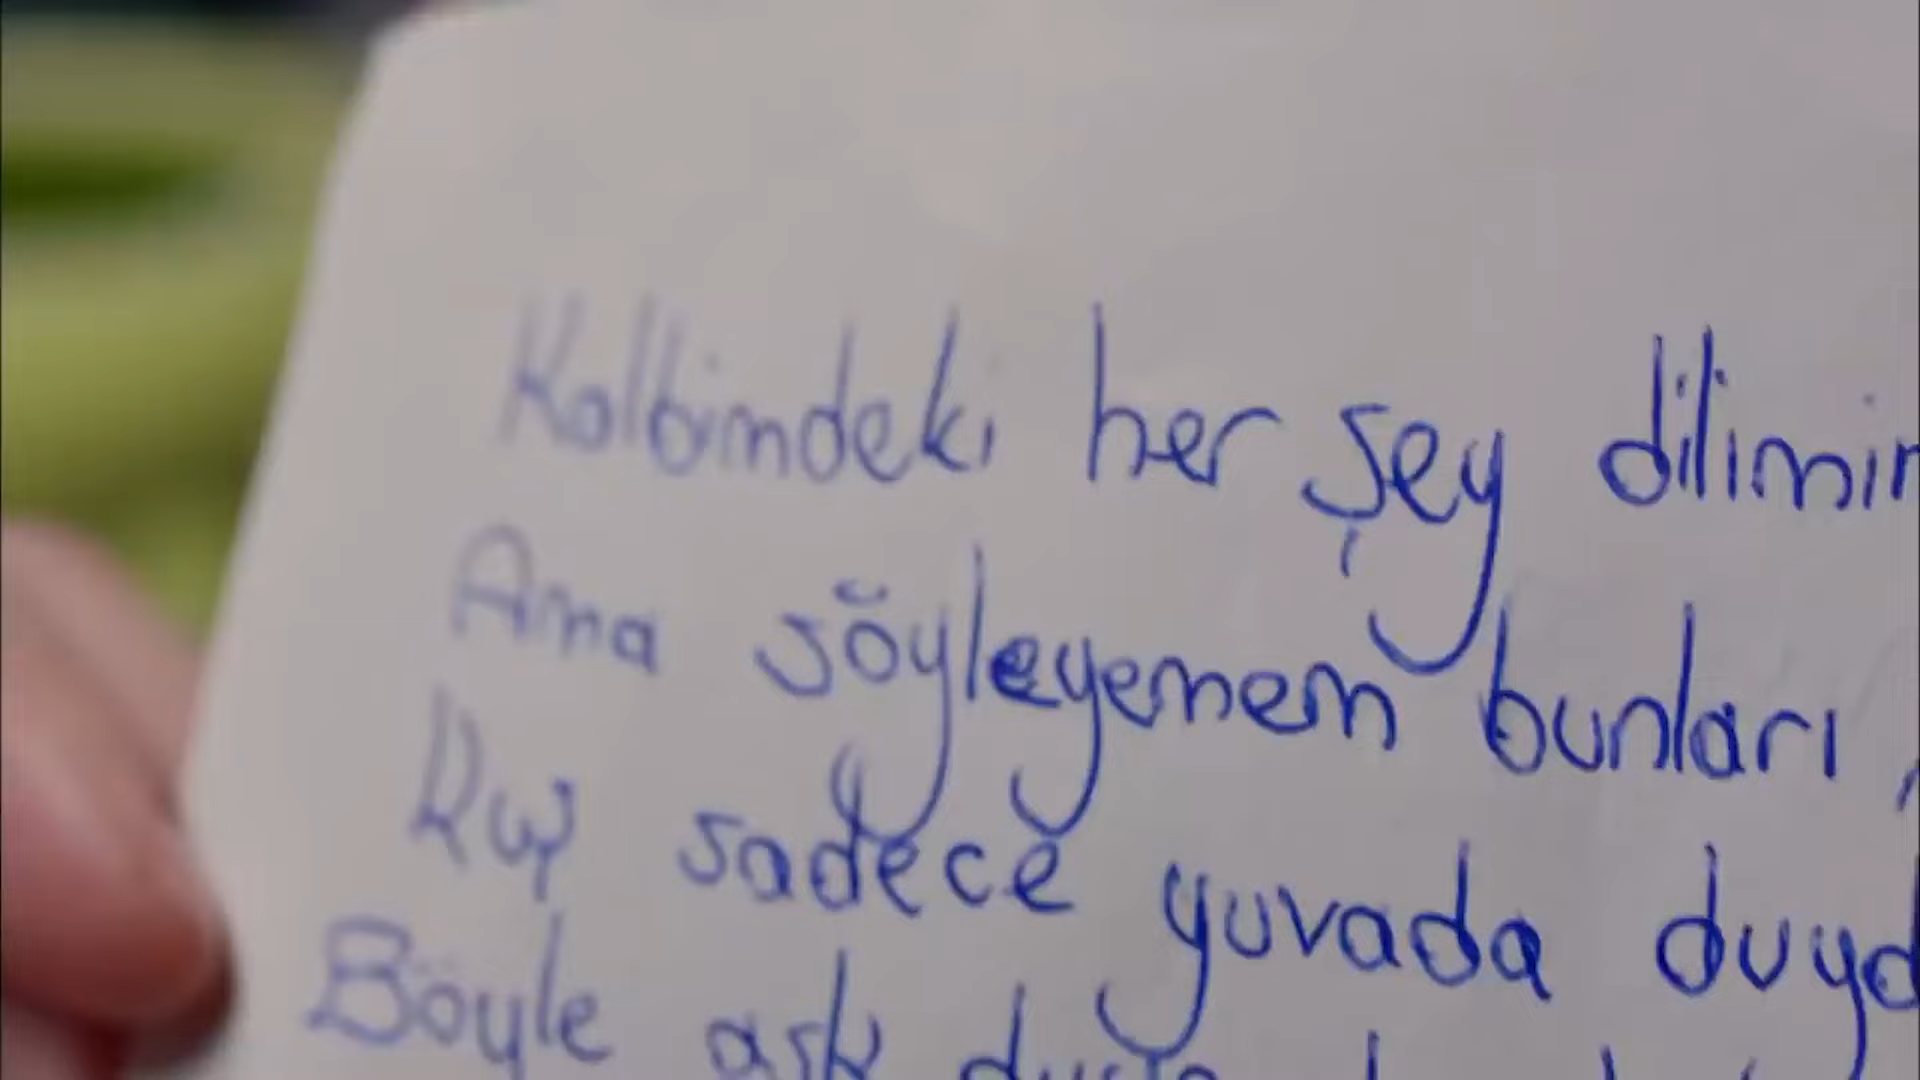 Kalbimdeki her şey dilimin
Ama söyleyemem bunları
Kuş sadece yuvada duyd
Böyle aşk